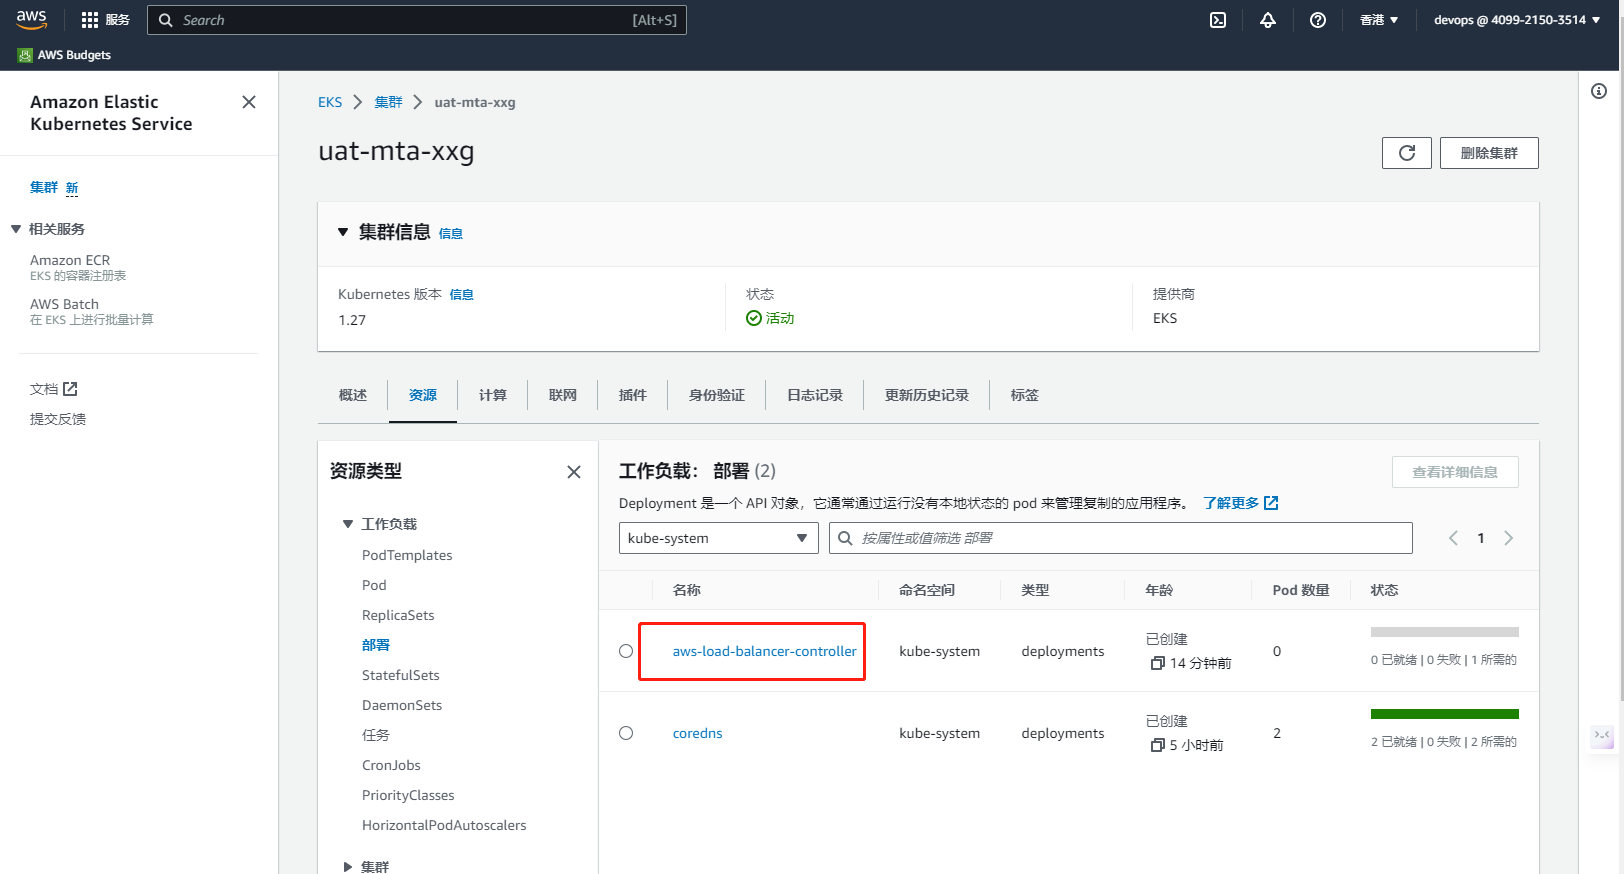 aws
服务
Search
[Alt+S]
香港
devops @ 4099-2150-3514
AWS Budgets
Amazon Elastic
Kubernetes Service
集群 新
相关服务
Amazon ECR
EKS 的容器注册表
AWS Batch
在 EKS 上进行批量计算
文档
提交反馈
EKS
集群
uat-mta-xxg
uat-mta-xxg
删除集群
集群信息 信息
Kubernetes 版本 信息
1.27
状态
活动
提供商
EKS
概述
资源
计算
联网
插件
身份验证
日志记录
更新历史记录
标签
资源类型
工作负载
PodTemplates
Pod
ReplicaSets
部署
StatefulSets
DaemonSets
任务
CronJobs
PriorityClasses
HorizontalPodAutoscalers
集群
工作负载： 部署 (2)
查看详细信息
Deployment 是一个 API 对象，它通常通过运行没有本地状态的 pod 来管理复制的应用程序。 了解更多
kube-system
按属性或值筛选 部署
1
名称 命名空间 类型 年龄 Pod 数量 状态
aws-load-balancer-controller kube-system deployments 已创建 14 分钟前 0 0 已就绪 | 0 失败 | 1 所需的
coredns kube-system deployments 已创建 5 小时前 2 2 已就绪 | 0 失败 | 2 所需的